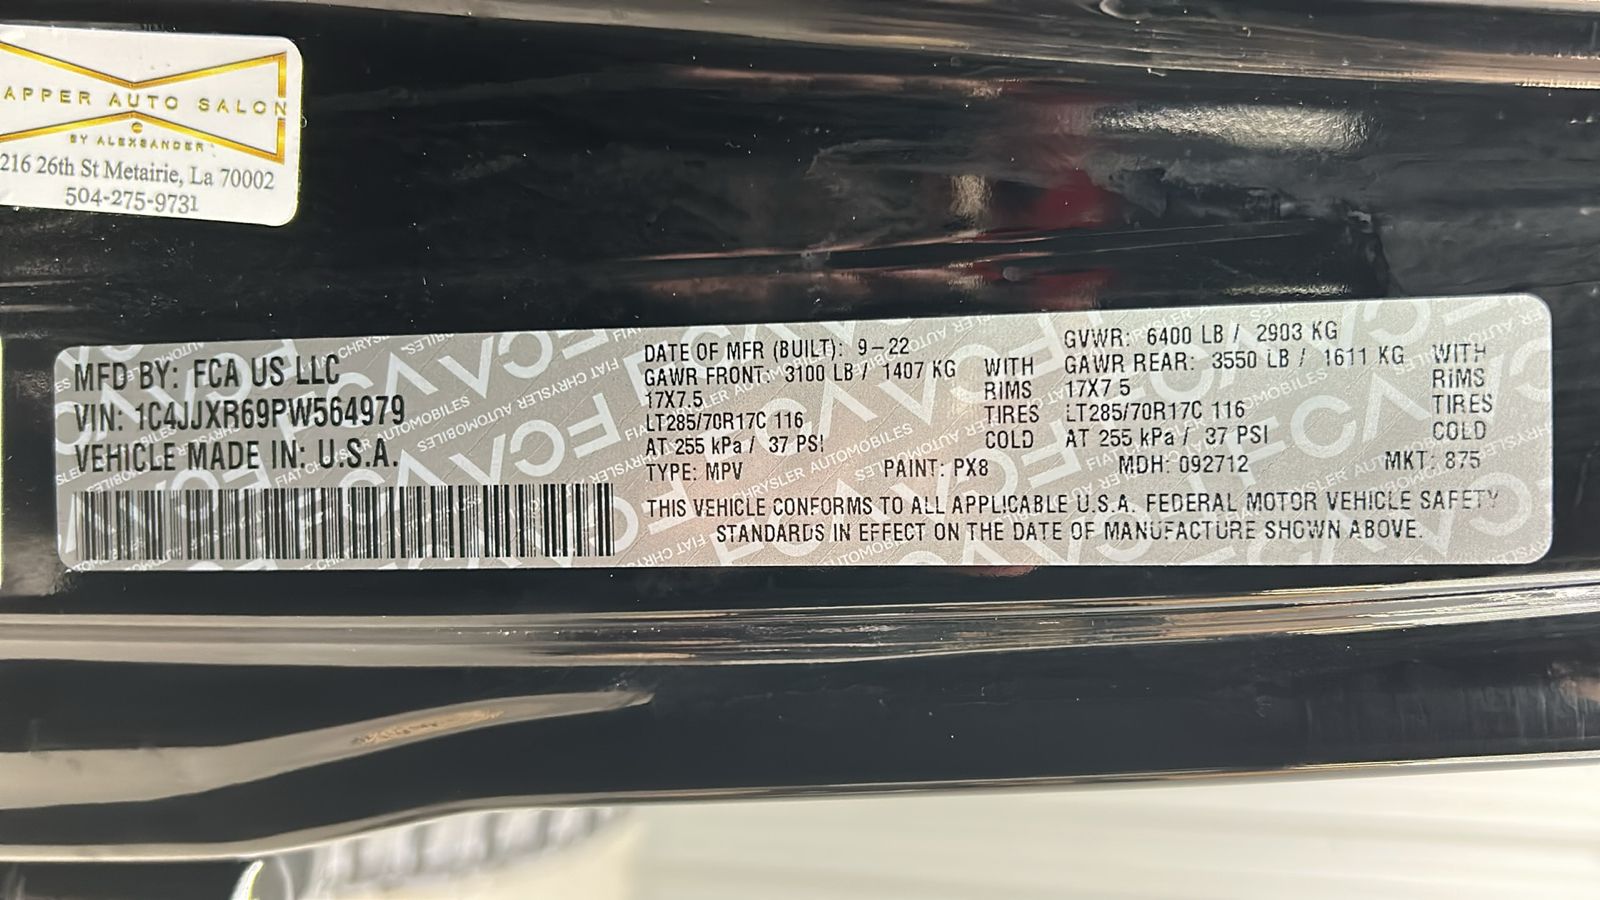 APPER AUTO SALON
BY ALEXSANDER
216 26th St Metairie, La 70002
504-275-9731
MFD BY: FCA US LLC
VIN: 1C4JJXR69PW564979
VEHICLE MADE IN: U.S.A.
DATE OF MFR (BUILT): 9-22
GAWR FRONT: 3100 LB / 1407 KG WITH
17X7.5 RIMS
LT285/70R17C 116 TIRES
AT 255 kPa / 37 PSI COLD
GVWR: 6400 LB / 2903 KG
GAWR REAR: 3550 LB / 1611 KG WITH
17X7.5 RIMS
LT285/70R17C 116 TIRES
AT 255 kPa / 37 PSI COLD
TYPE: MPV PAINT: PX8 MDH: 092712 MKT: 875
THIS VEHICLE CONFORMS TO ALL APPLICABLE U.S.A. FEDERAL MOTOR VEHICLE SAFETY
STANDARDS IN EFFECT ON THE DATE OF MANUFACTURE SHOWN ABOVE.